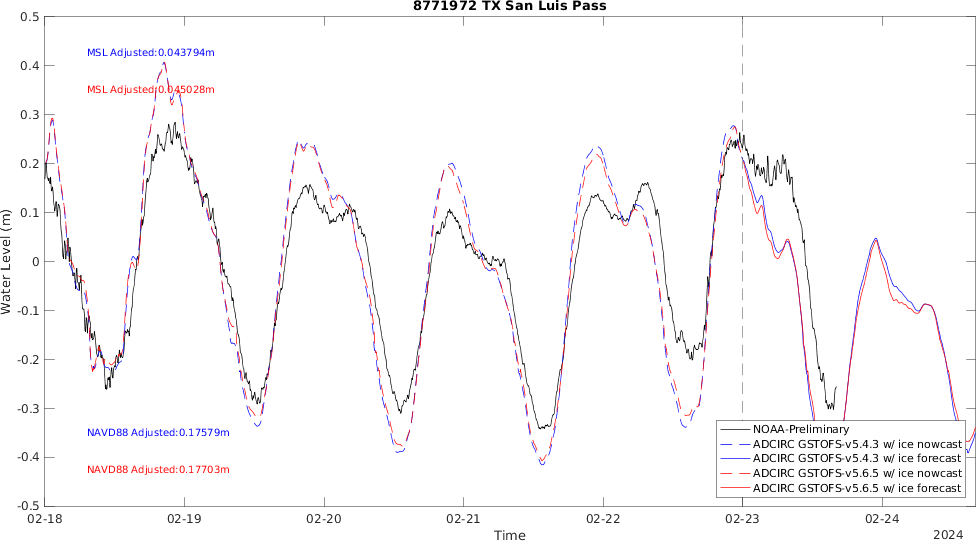 8771972 TX San Luis Pass
0.5
0.4
0.3
0.2
0.1
0
-0.1
-0.2
-0.3
-0.4
-0.5
Water Level (m)
MSL Adjusted:0.043794m
MSL Adjusted:0.045028m
NAVD88 Adjusted:0.17579m
NAVD88 Adjusted:0.17703m
NOAA-Preliminary
ADCIRC GSTOFS-v5.4.3 w/ ice nowcast
ADCIRC GSTOFS-v5.4.3 w/ ice forecast
ADCIRC GSTOFS-v5.6.5 w/ ice nowcast
ADCIRC GSTOFS-v5.6.5 w/ ice forecast
02-18 02-19 02-20 02-21 02-22 02-23 02-24
Time
2024